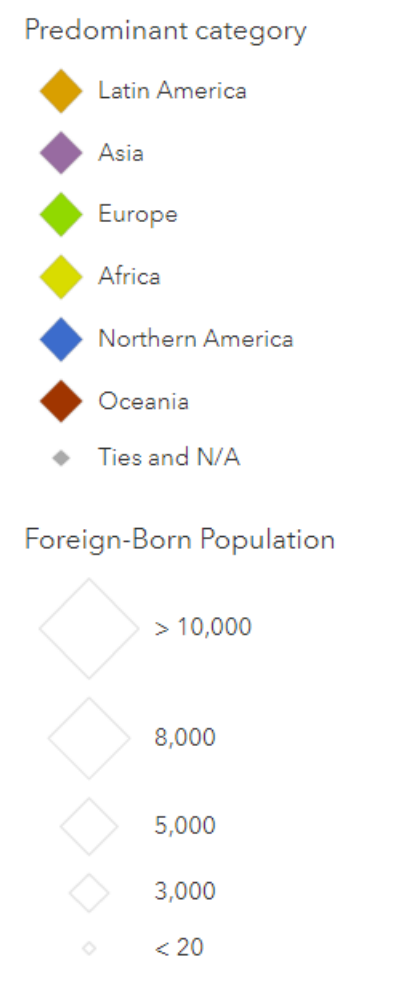 Predominant category
Latin America
Asia
Europe
Africa
Northern America
Oceania
Ties and N/A
Foreign-Born Population
> 10,000
8,000
5,000
3,000
< 20